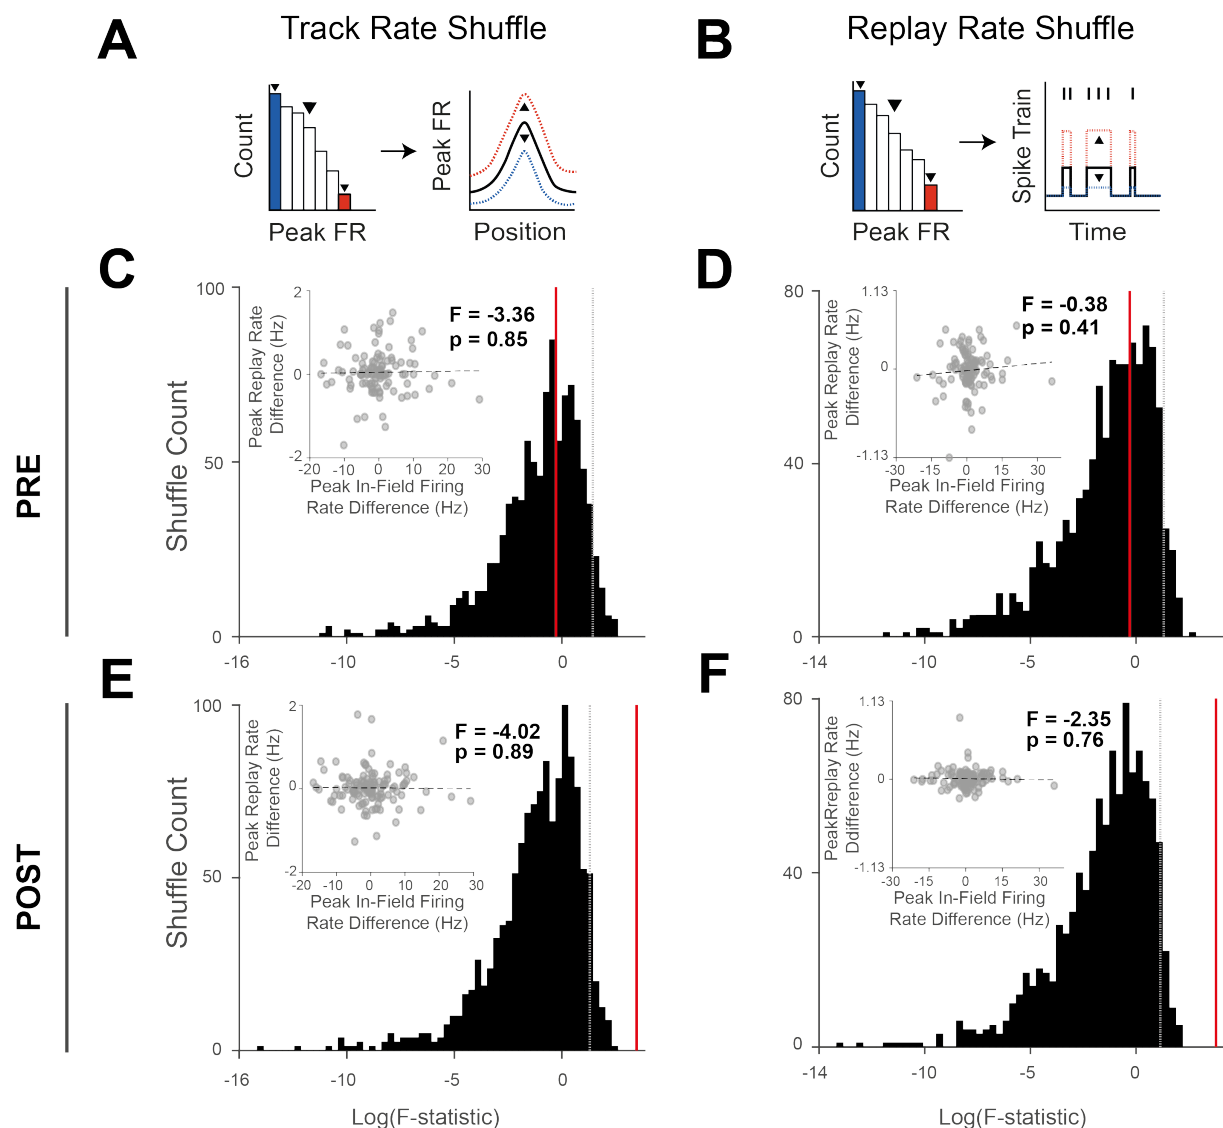 A
Track Rate Shuffle
B
Replay Rate Shuffle
Count
Peak FR
Peak FR
Position
Count
Peak FR
Spike Train
Time
PRE
C
Shuffle Count
100
50
0
-16
-10
-5
0
Peak Replay Rate
Difference (Hz)
2
0
-2
-20
-10
0
10
20
30
Peak In-Field Firing
Rate Difference (Hz)
F = -3.36
p = 0.85
D
80
40
0
-14
-10
-5
0
Peak Replay Rate
Difference (Hz)
1.13
0
-1.13
-30
-15
0
15
30
Peak In-Field Firing
Rate Difference (Hz)
F = -0.38
p = 0.41
POST
E
Shuffle Count
100
50
0
-16
-10
-5
0
Log(F-statistic)
Peak Replay Rate
Difference (Hz)
2
0
-2
-20
-10
0
10
20
30
Peak In-Field Firing
Rate Difference (Hz)
F = -4.02
p = 0.89
F
80
40
0
-14
-10
-5
0
Log(F-statistic)
PeakRreplay Rate
Ddifference (Hz)
1.13
0
-1.13
-30
-15
0
15
30
Peak In-Field Firing
Rate Difference (Hz)
F = -2.35
p = 0.76